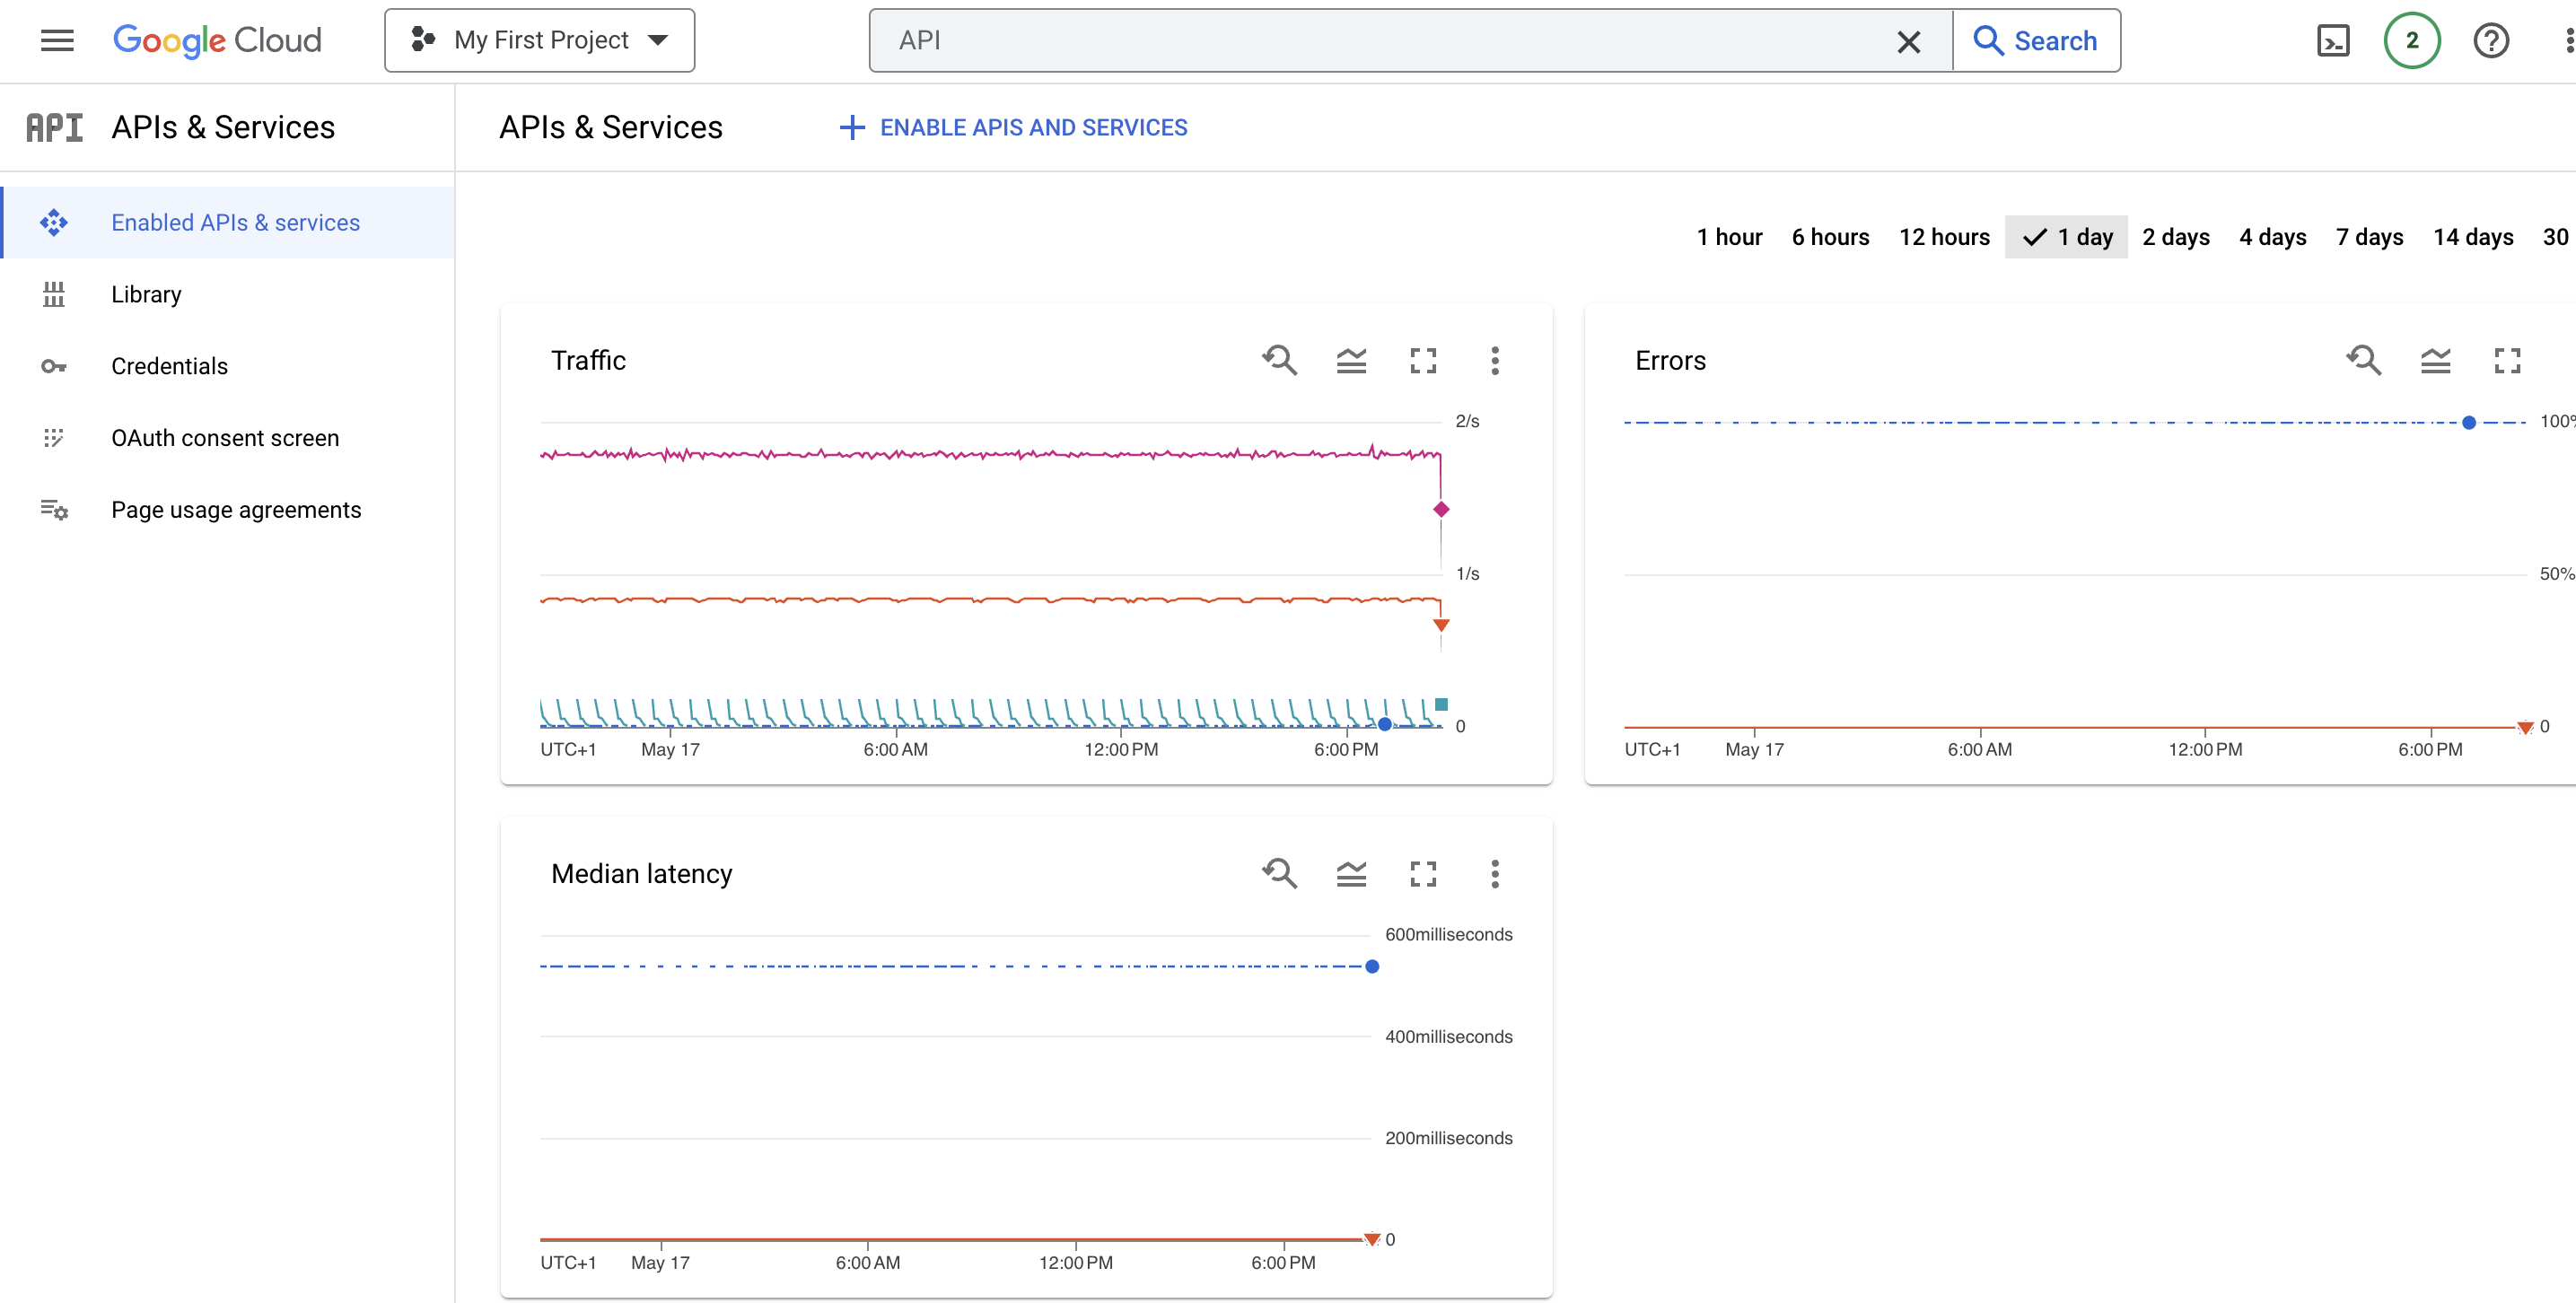 Google Cloud
My First Project
API
Search
2
API
APIs & Services
APIs & Services
ENABLE APIS AND SERVICES
Enabled APIs & services
Library
Credentials
OAuth consent screen
Page usage agreements
1 hour 6 hours 12 hours 1 day 2 days 4 days 7 days 14 days 30
Traffic
2/s
1/s
0
UTC+1 May 17 6:00 AM 12:00 PM 6:00 PM
Errors
100%
50%
0
UTC+1 May 17 6:00 AM 12:00 PM 6:00 PM
Median latency
600milliseconds
400milliseconds
200milliseconds
0
UTC+1 May 17 6:00 AM 12:00 PM 6:00 PM